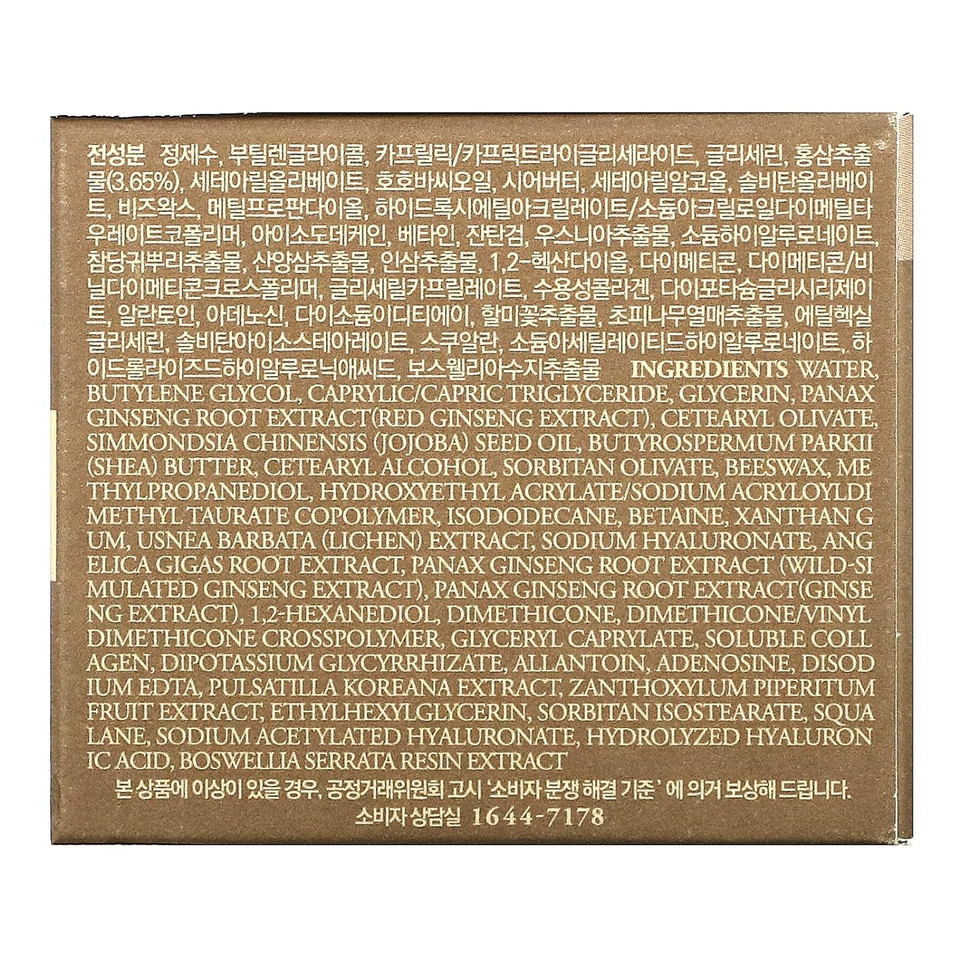 전성분 정제수, 부틸렌글라이콜, 카프릴릭/카프릭트라이글리세라이드, 글리세린, 홍삼추출
물(3.65%), 세테아릴올리베이트, 호호바씨오일, 시어버터, 세테아릴알코올, 솔비탄올리베이
트, 비즈왁스, 메틸프로판다이올, 하이드록시에틸아크릴레이트/소듐아크릴로일다이메틸타
우레이트코폴리머, 아이소도데케인, 베타인, 잔탄검, 우스니아추출물, 소듐하이알루로네이트,
참당귀뿌리추출물, 산양삼추출물, 인삼추출물, 1,2-헥산다이올, 다이메티콘, 다이메티콘/비
닐다이메티콘크로스폴리머, 글리세릴카프릴레이트, 수용성콜라겐, 다이포타슘글리시리제이
트, 알란토인, 아데노신, 다이소듐이디티에이, 할미꽃추출물, 초피나무열매추출물, 에틸헥실
글리세린, 솔비탄아이소스테아레이트, 스쿠알란, 소듐아세틸레이티드하이알루로네이트, 하
이드롤라이즈드하이알루로닉애씨드, 보스웰리아수지추출물 INGREDIENTS WATER,
BUTYLENE GLYCOL, CAPRYLIC/CAPRIC TRIGLYCERIDE, GLYCERIN, PANAX
GINSENG ROOT EXTRACT(RED GINSENG EXTRACT), CETEARYL OLIVATE,
SIMMONDSIA CHINENSIS (JOJOBA) SEED OIL, BUTYROSPERMUM PARKII
(SHEA) BUTTER, CETEARYL ALCOHOL, SORBITAN OLIVATE, BEESWAX, ME
THYLPROPANEDIOL, HYDROXYETHYL ACRYLATE/SODIUM ACRYLOYLDI
METHYL TAURATE COPOLYMER, ISODODECANE, BETAINE, XANTHAN G
UM, USNEA BARBATA (LICHEN) EXTRACT, SODIUM HYALURONATE, ANG
ELICA GIGAS ROOT EXTRACT, PANAX GINSENG ROOT EXTRACT (WILD-SI
MULATED GINSENG EXTRACT), PANAX GINSENG ROOT EXTRACT(GINSE
NG EXTRACT), 1,2-HEXANEDIOL, DIMETHICONE, DIMETHICONE/VINYL
DIMETHICONE CROSSPOLYMER, GLYCERYL CAPRYLATE, SOLUBLE COLL
AGEN, DIPOTASSIUM GLYCYRRHIZATE, ALLANTOIN, ADENOSINE, DISOD
IUM EDTA, PULSATILLA KOREANA EXTRACT, ZANTHOXYLUM PIPERITUM
FRUIT EXTRACT, ETHYLHEXYLGLYCERIN, SORBITAN ISOSTEARATE, SQUA
LANE, SODIUM ACETYLATED HYALURONATE, HYDROLYZED HYALURON
IC ACID, BOSWELLIA SERRATA RESIN EXTRACT
본 상품에 이상이 있을 경우, 공정거래위원회 고시 '소비자 분쟁 해결 기준' 에 의거 보상해 드립니다.
소비자 상담실 1644-7178